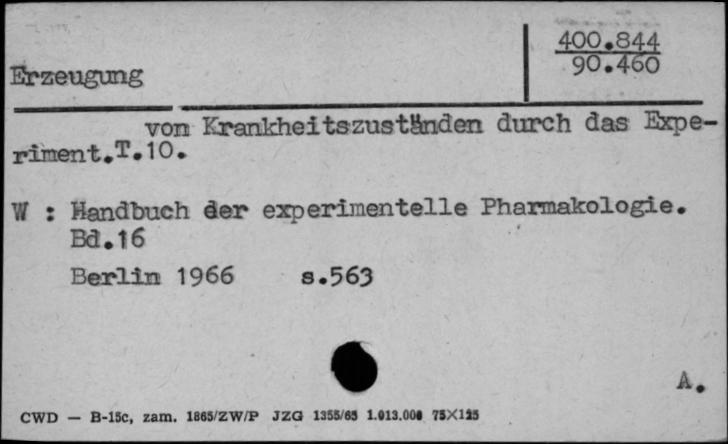 400.844
90.460
Erzeugung
von Krankheitszuständen durch das Expe-
riment.T.10.
W : Handbuch der experimentelle Pharmakologie.
Bd.16
Berlin 1966 s.563
A.
CWD — B-15c, zam. 1865/ZW/P JZG 1355/65 1.013.000 75X125